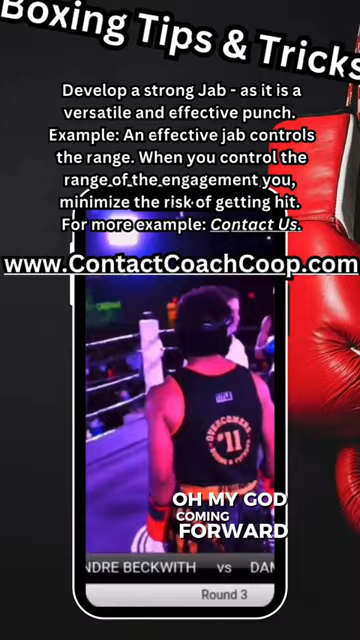 Boxing Tips & Tricks
Develop a strong Jab - as it is a
versatile and effective punch.
Example: An effective jab controls
the range. When you control the
range of the engagement you,
minimize the risk of getting hit.
For more example: Contact Us.
www.ContactCoachCoop.com
OVERCOMERS
#11
OH MY GOD
COMING
FORWARD
NDRE BECKWITH vs DAM
Round 3